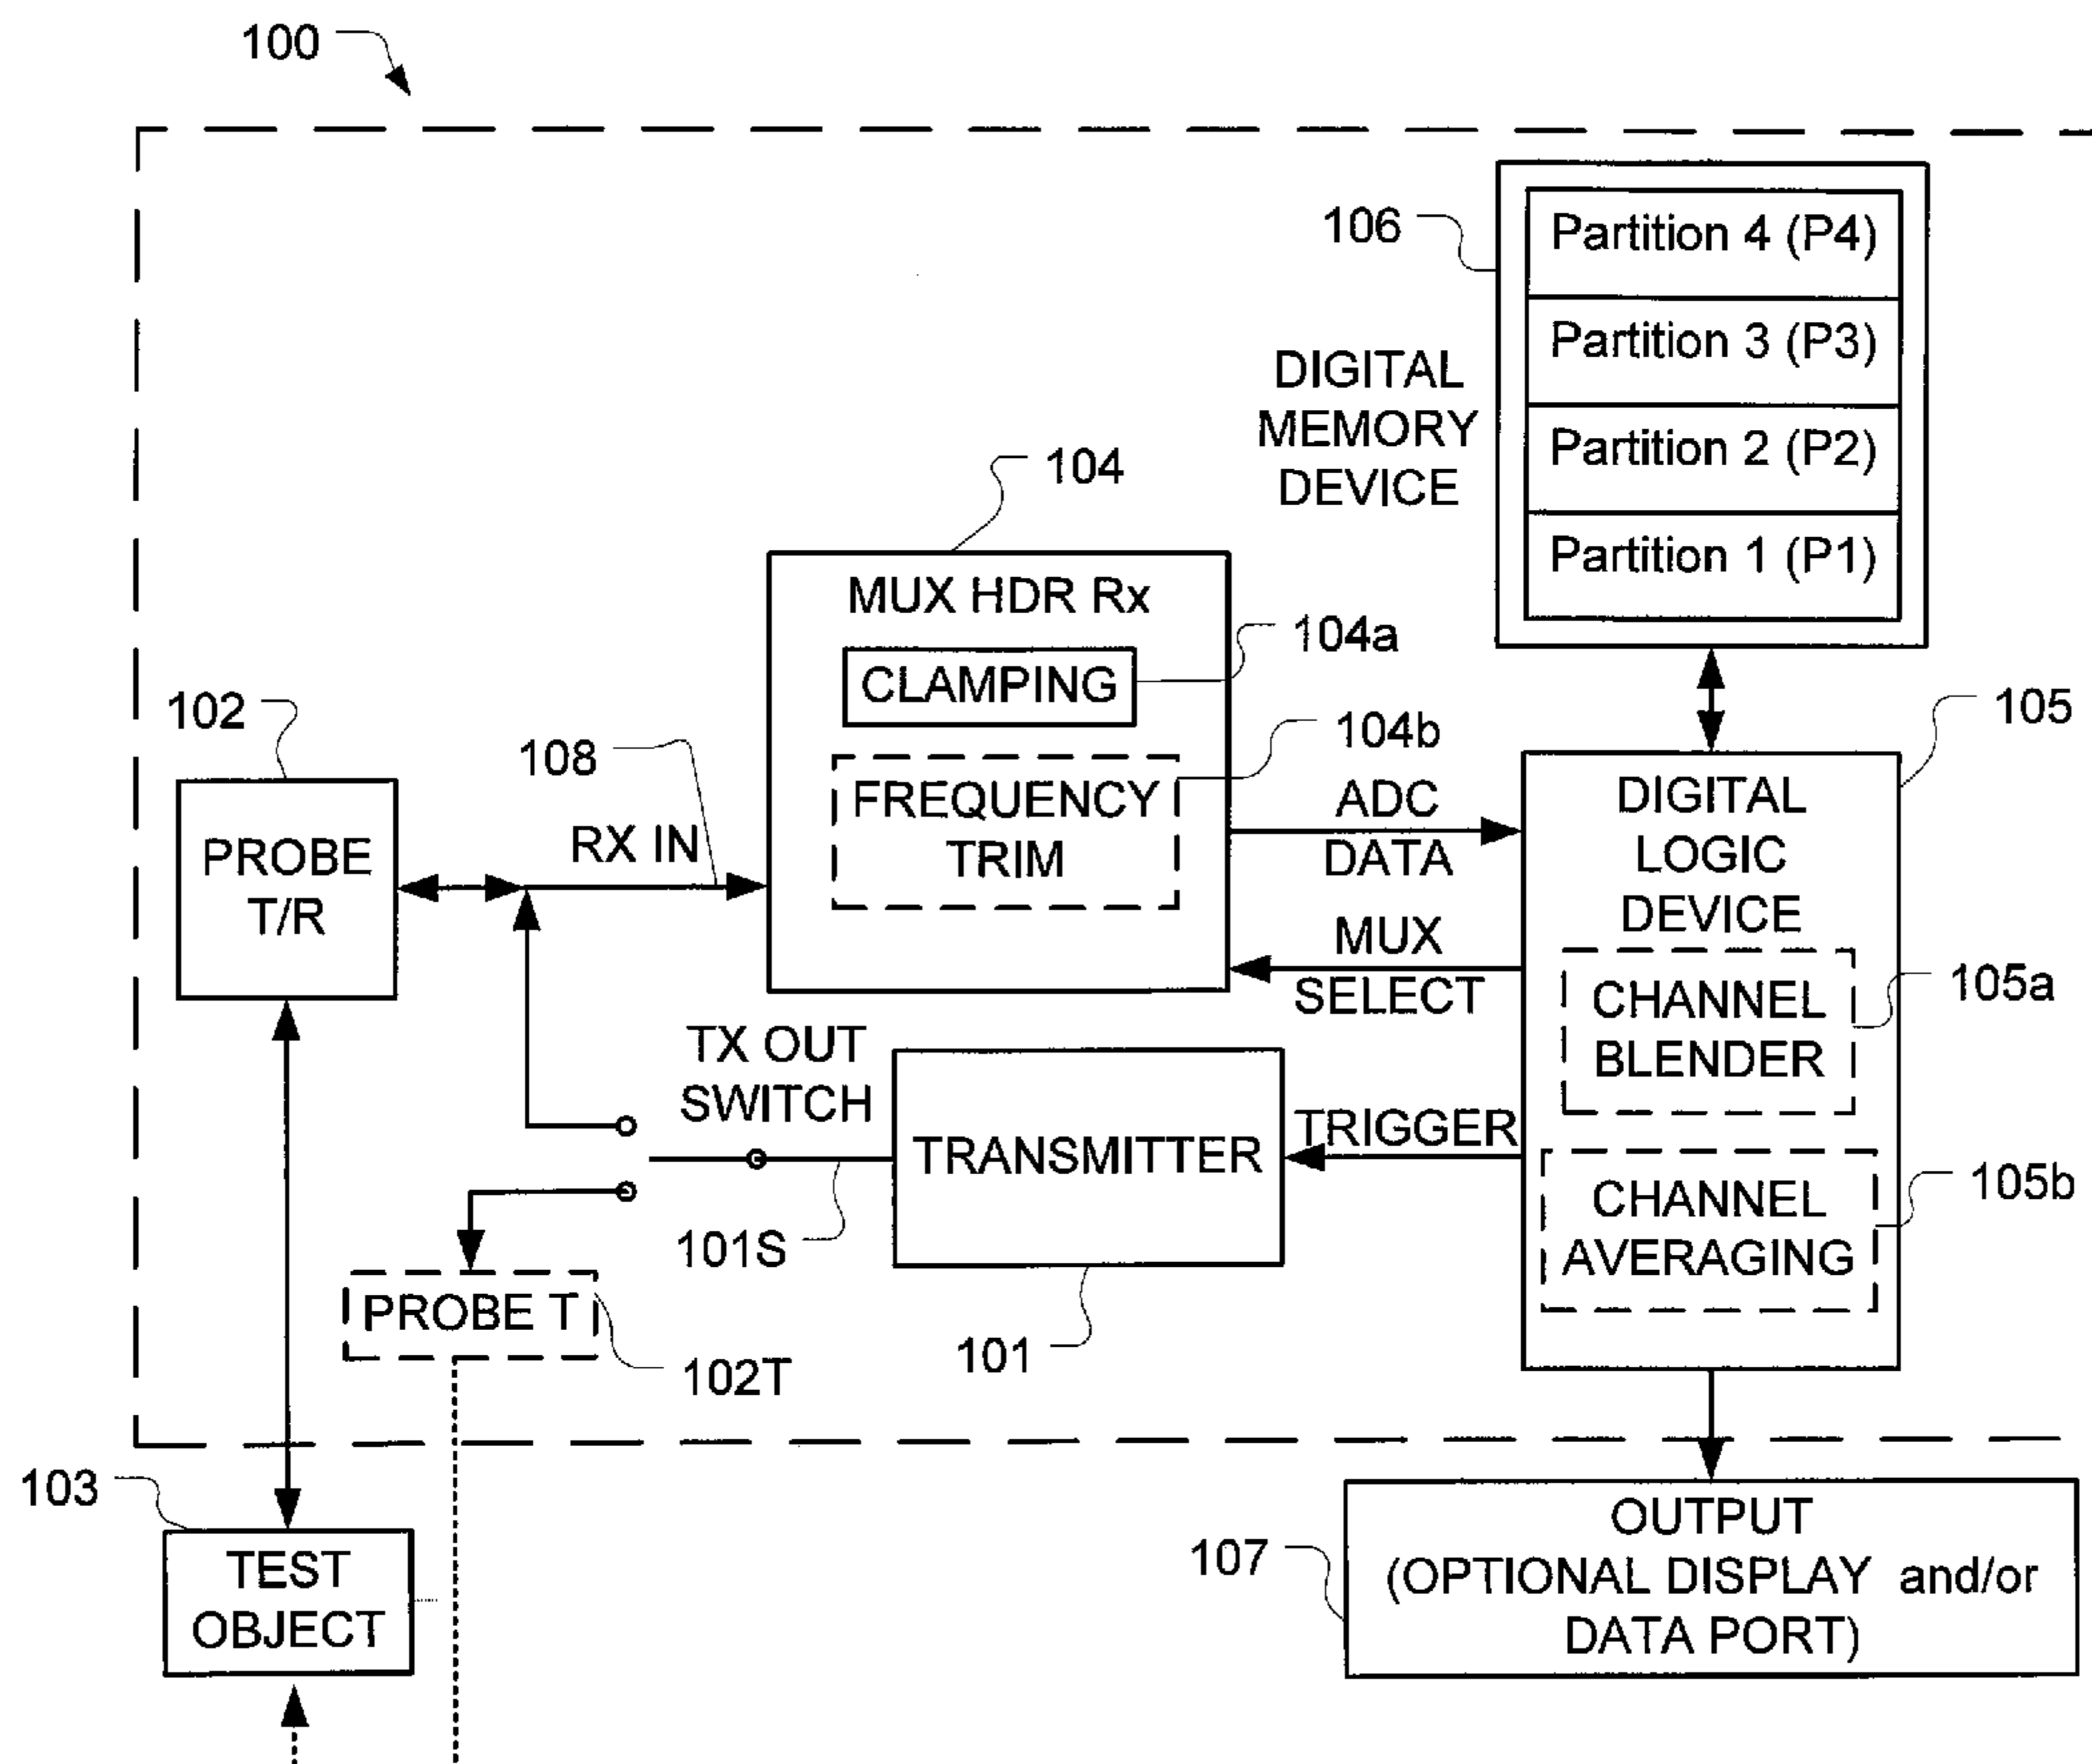 100
106
Partition 4 (P4)
Partition 3 (P3)
Partition 2 (P2)
Partition 1 (P1)
DIGITAL
MEMORY
DEVICE
104
MUX HDR Rx
104a
CLAMPING
104b
FREQUENCY
TRIM
102
PROBE
T/R
108
RX IN
ADC
DATA
MUX
SELECT
105
DIGITAL
LOGIC
DEVICE
105a
CHANNEL
BLENDER
105b
CHANNEL
AVERAGING
TX OUT
SWITCH
TRANSMITTER
TRIGGER
101S
101
PROBE T
102T
103
TEST
OBJECT
107
OUTPUT
(OPTIONAL DISPLAY and/or
DATA PORT)